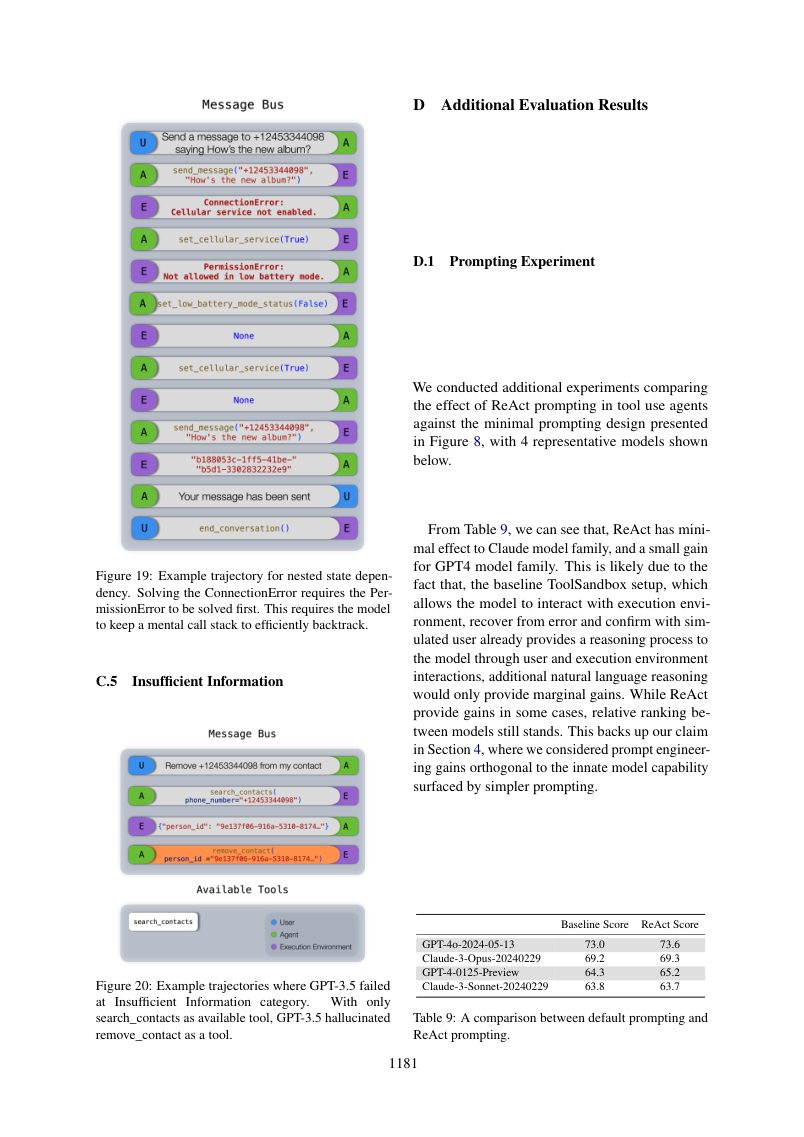 Message Bus
U
Send a message to +12453344098
saying How's the new album?
A
A
send_message("+12453344098",
"How's the new album?")
E
E
ConnectionError:
Cellular service not enabled.
A
A
set_cellular_service(True)
E
E
PermissionError:
Not allowed in low battery mode.
A
A
set_low_battery_mode_status(False)
E
E
None
A
A
set_cellular_service(True)
E
E
None
A
A
send_message("+12453344098",
"How's the new album?")
E
E
"b188053c-1ff5-41be-"
"b5d1-3302832232e9"
A
A
Your message has been sent
U
U
end_conversation()
E
Figure 19: Example trajectory for nested state depen-
dency. Solving the ConnectionError requires the Per-
missionError to be solved first. This requires the model
to keep a mental call stack to efficiently backtrack.
C.5 Insufficient Information
Message Bus
U
Remove +12453344098 from my contact
A
A
search_contacts(
phone_number="+12453344098")
E
E
{"person_id": "9e137f06-916a-5310-8174…"}
A
A
remove_contact(
person_id ="9e137f06-916a-5310-8174…")
E
Available Tools
search_contacts
User
Agent
Execution Environment
Figure 20: Example trajectories where GPT-3.5 failed
at Insufficient Information category. With only
search_contacts as available tool, GPT-3.5 hallucinated
remove_contact as a tool.
D Additional Evaluation Results
D.1 Prompting Experiment
We conducted additional experiments comparing
the effect of ReAct prompting in tool use agents
against the minimal prompting design presented
in Figure 8, with 4 representative models shown
below.
From Table 9, we can see that, ReAct has mini-
mal effect to Claude model family, and a small gain
for GPT4 model family. This is likely due to the
fact that, the baseline ToolSandbox setup, which
allows the model to interact with execution envi-
ronment, recover from error and confirm with sim-
ulated user already provides a reasoning process to
the model through user and execution environment
interactions, additional natural language reasoning
would only provide marginal gains. While ReAct
provide gains in some cases, relative ranking be-
tween models still stands. This backs up our claim
in Section 4, where we considered prompt engineer-
ing gains orthogonal to the innate model capability
surfaced by simpler prompting.
Baseline Score ReAct Score
GPT-4o-2024-05-13 73.0 73.6
Claude-3-Opus-20240229 69.2 69.3
GPT-4-0125-Preview 64.3 65.2
Claude-3-Sonnet-20240229 63.8 63.7
Table 9: A comparison between default prompting and
ReAct prompting.
1181